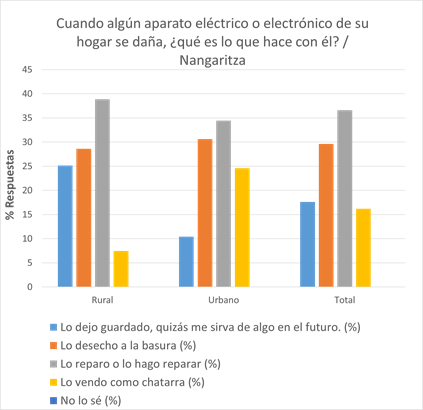 Cuando algún aparato eléctrico o electrónico de su
hogar se daña, ¿qué es lo que hace con él? /
Nangaritza
45
40
35
30
25
20
15
10
5
0
% Respuestas
Rural Urbano Total
Lo dejo guardado, quizás me sirva de algo en el futuro. (%)
Lo desecho a la basura (%)
Lo reparo o lo hago reparar (%)
Lo vendo como chatarra (%)
No lo sé (%)